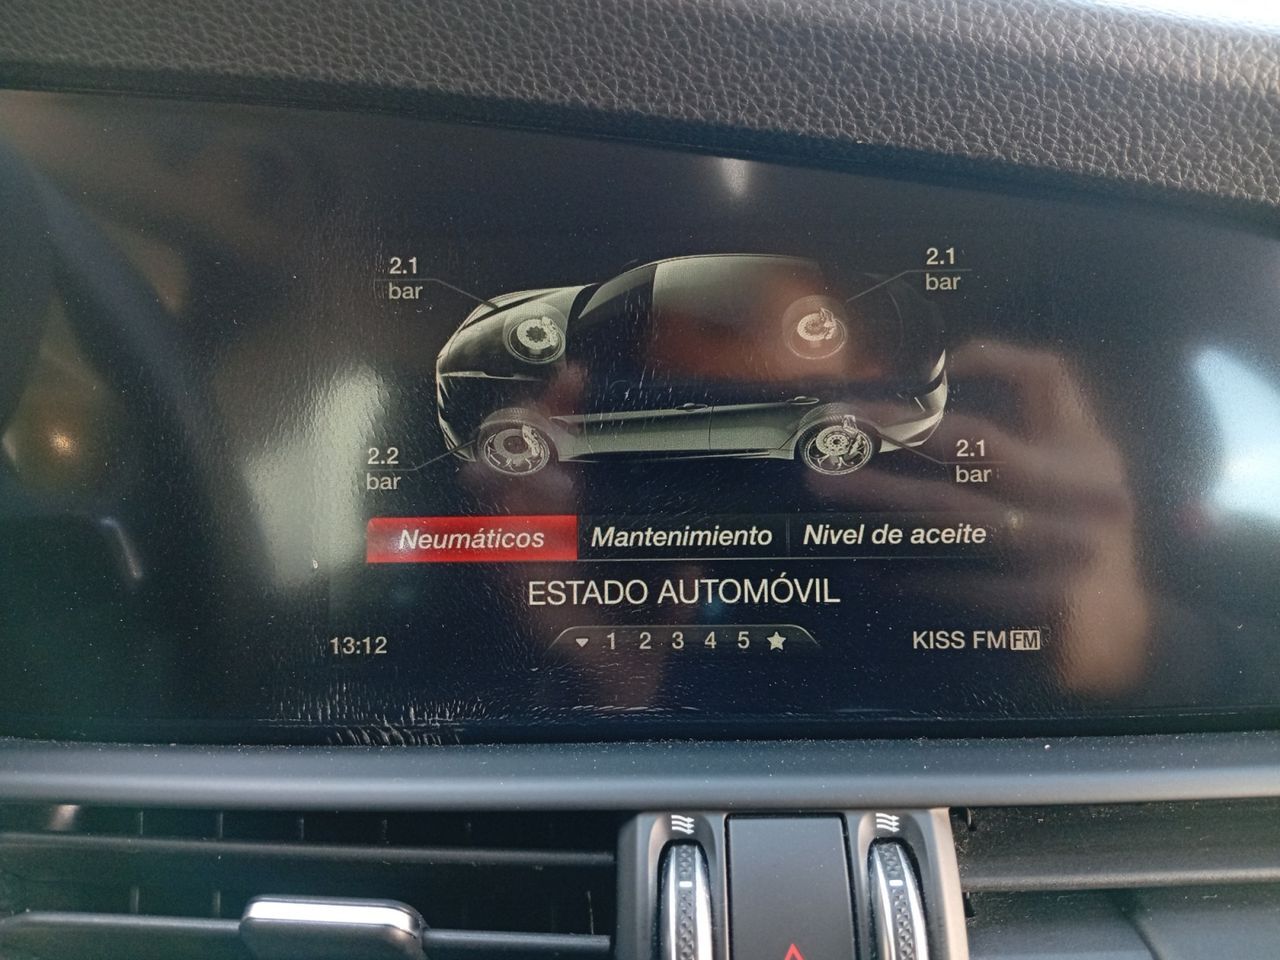 2.1
bar
2.1
bar
2.2
bar
2.1
bar
Neumáticos Mantenimiento Nivel de aceite
ESTADO AUTOMÓVIL
13:12 1 2 3 4 5 KISS FM FM